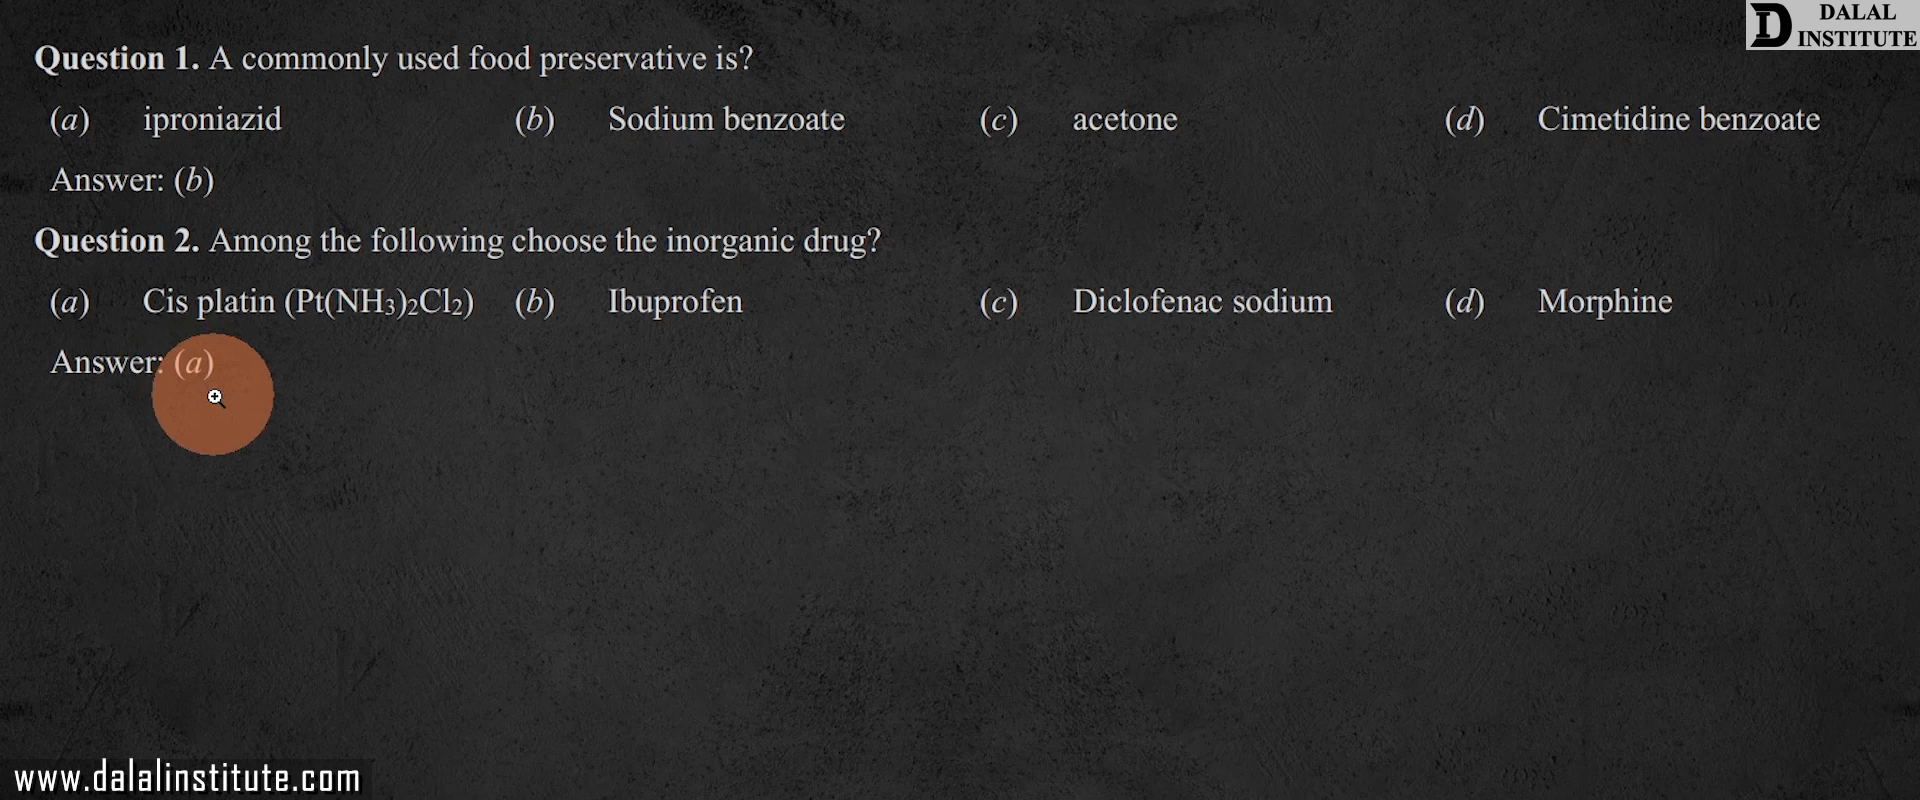 DALAL
INSTITUTE
Question 1. A commonly used food preservative is?
(a) iproniazid (b) Sodium benzoate (c) acetone (d) Cimetidine benzoate
Answer: (b)
Question 2. Among the following choose the inorganic drug?
(a) Cis platin (Pt(NH₃)₂Cl₂) (b) Ibuprofen (c) Diclofenac sodium (d) Morphine
Answer: (a)
www.dalalinstitute.com